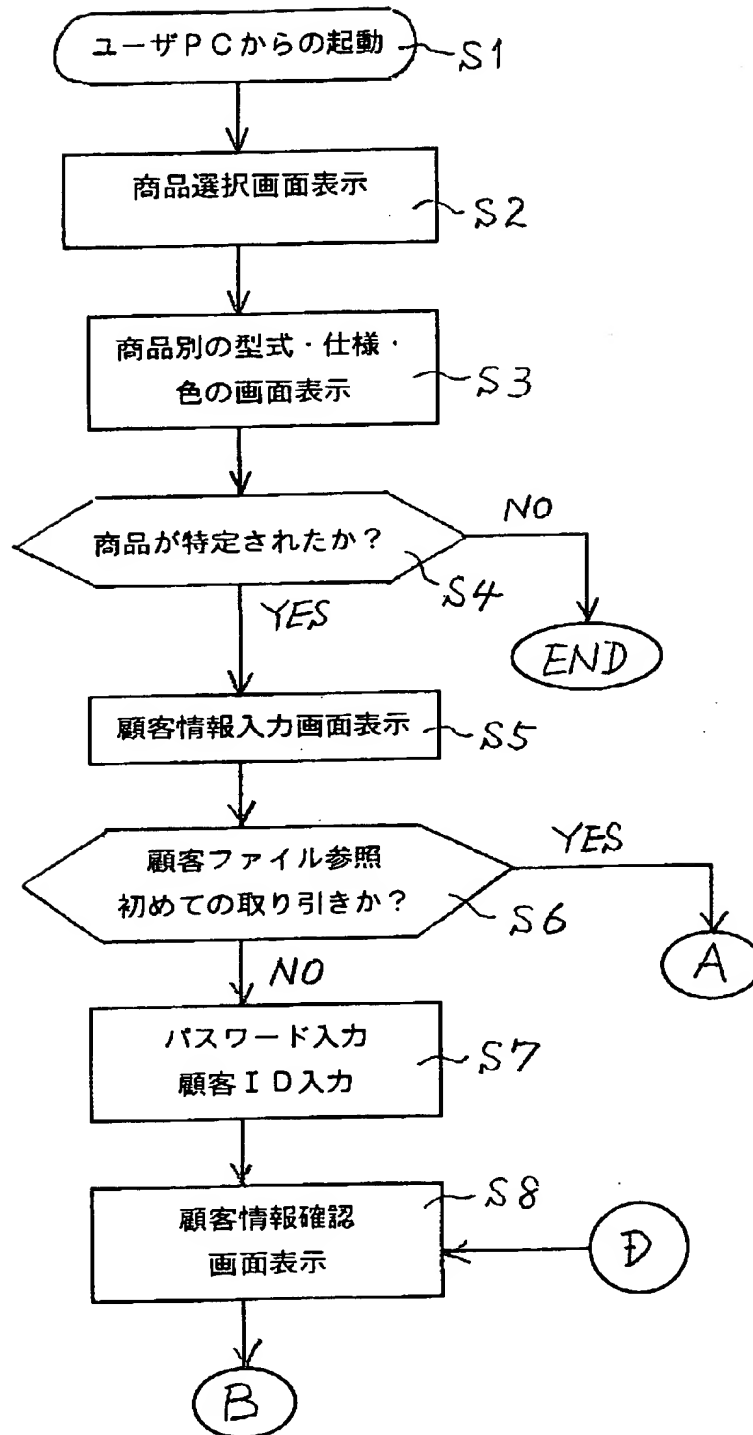 ユーザPCからの起動
S1
商品選択画面表示
S2
商品別の型式・仕様・
色の画面表示
S3
商品が特定されたか?
S4
NO
YES
END
顧客情報入力画面表示
S5
顧客ファイル参照
初めての取り引きか?
S6
YES
A
NO
パスワード入力
顧客ID入力
S7
顧客情報確認
画面表示
S8
D
B